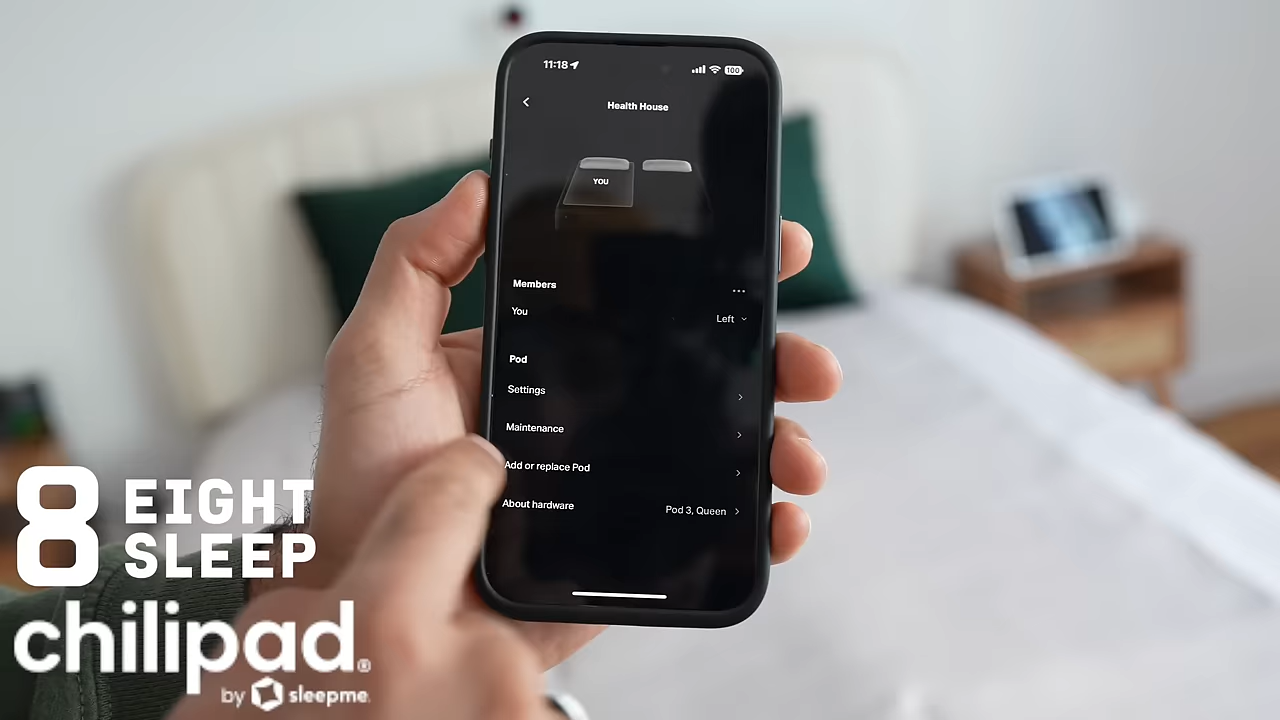 11:18
100
Health House
YOU
Members
You
Left
Pod
Settings
Maintenance
Add or replace Pod
About hardware
Pod 3, Queen
8 EIGHT
SLEEP
chilipad®
by sleepme